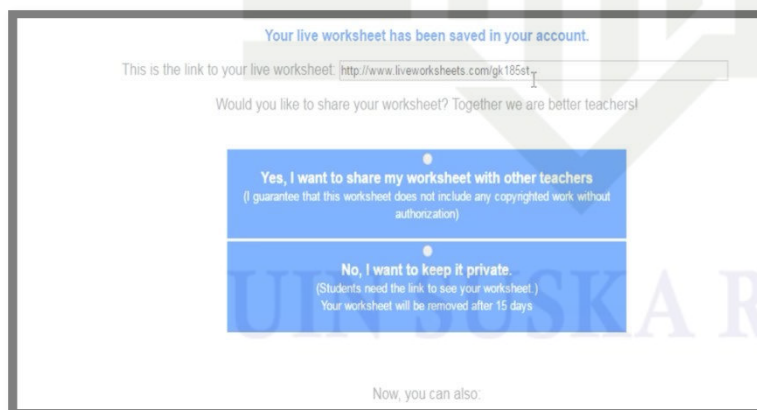 Your live worksheet has been saved in your account.
This is the link to your live worksheet: http://www.liveworksheets.com/gk185st
Would you like to share your worksheet? Together we are better teachers!
Yes, I want to share my worksheet with other teachers
(I guarantee that this worksheet does not include any copyrighted work without
authorization)
No, I want to keep it private.
(Students need the link to see your worksheet.)
Your worksheet will be removed after 15 days
UIN SUSKA R
Now, you can also: